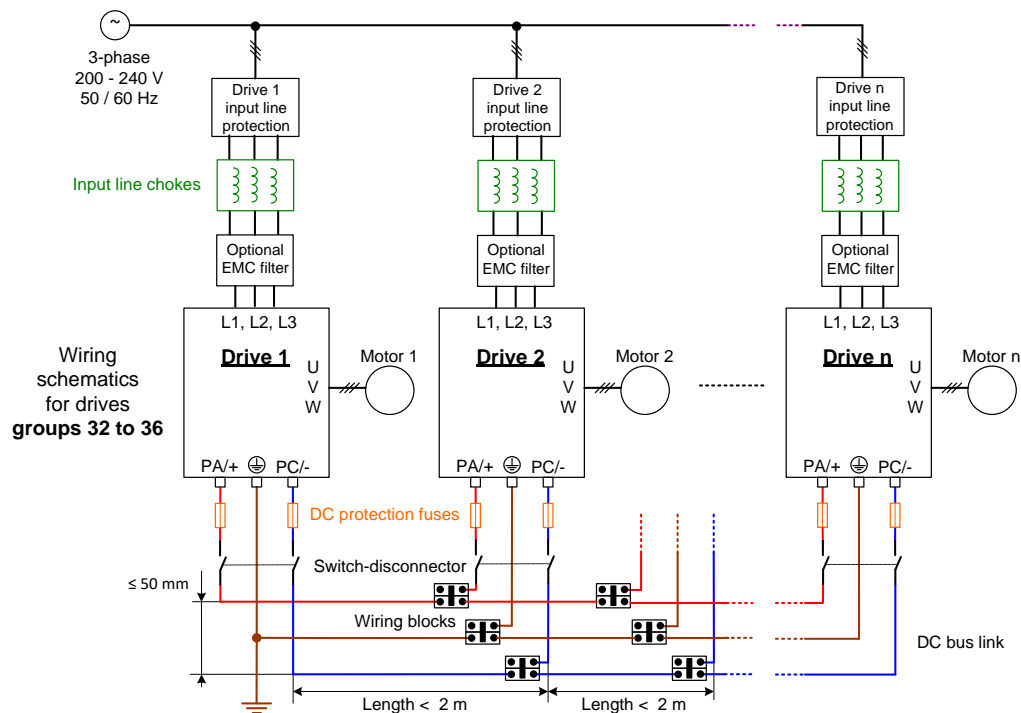 ~
3-phase
200 - 240 V
50 / 60 Hz
Drive 1
input line
protection
Drive 2
input line
protection
Drive n
input line
protection
Input line chokes
Optional
EMC filter
Optional
EMC filter
Optional
EMC filter
L1, L2, L3
L1, L2, L3
L1, L2, L3
Drive 1
Drive 2
Drive n
Motor 1
Motor 2
Motor n
U
V
W
U
V
W
U
V
W
Wiring
schematics
for drives
groups 32 to 36
PA/+
PC/-
PA/+
PC/-
PA/+
PC/-
DC protection fuses
Switch-disconnector
≤ 50 mm
Wiring blocks
DC bus link
Length < 2 m
Length < 2 m